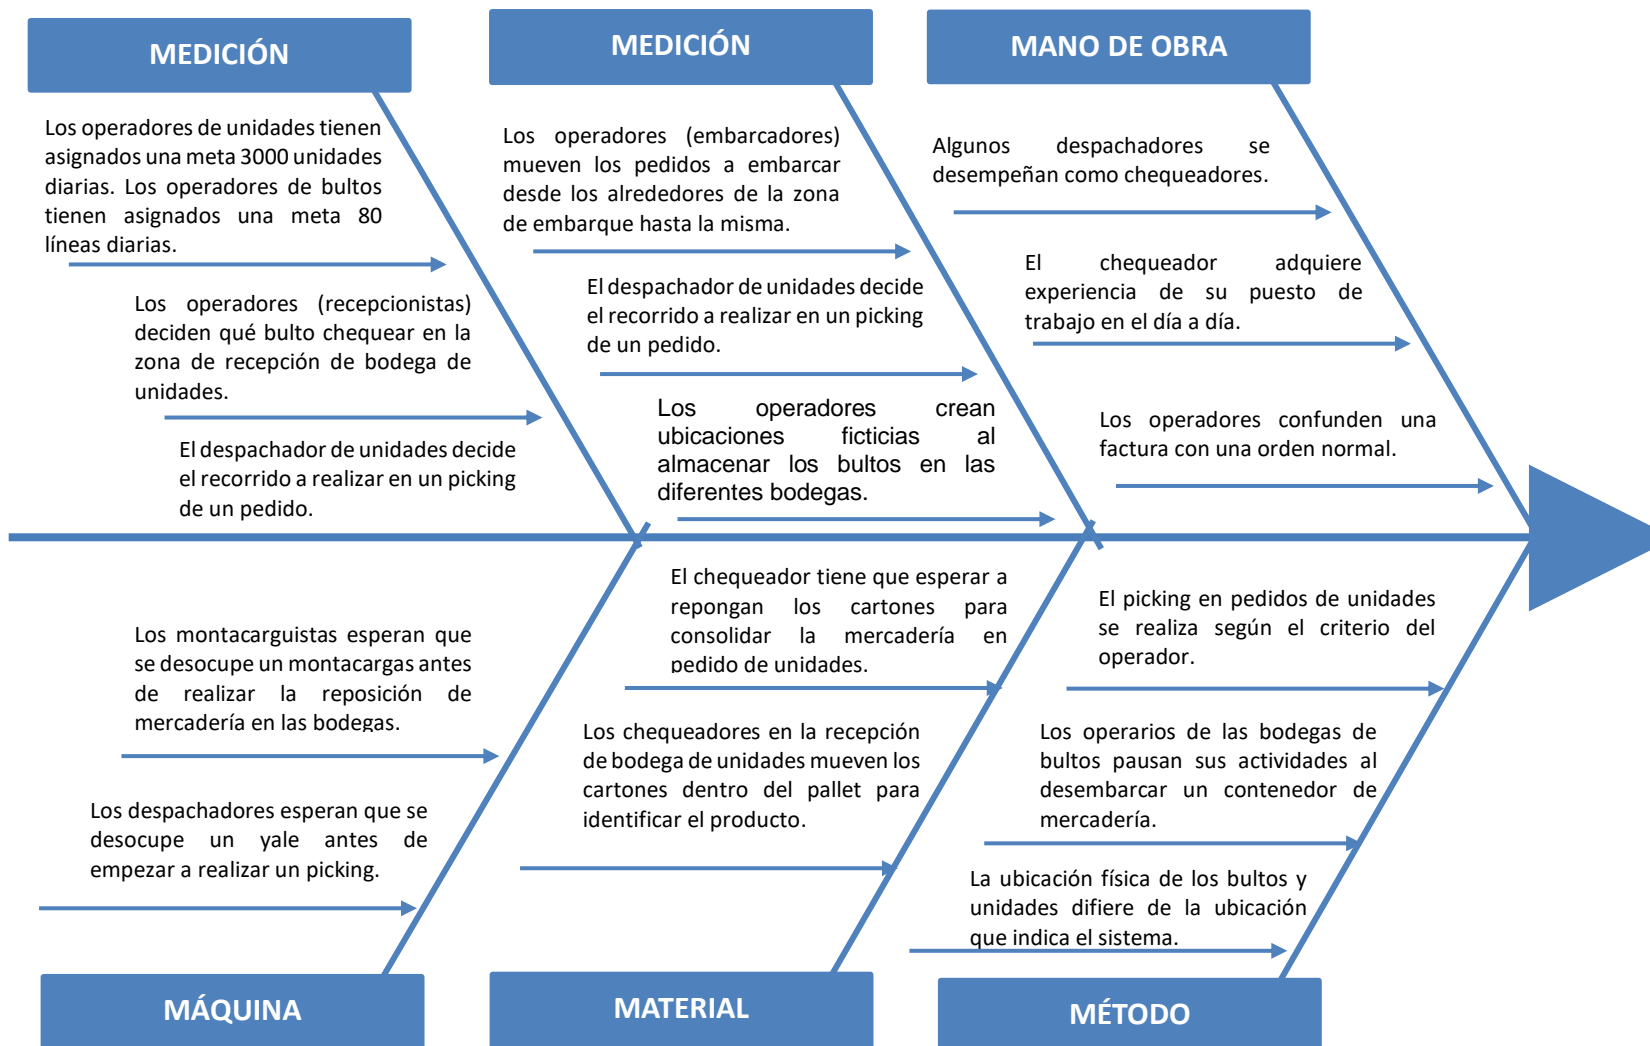 MEDICIÓN
Los operadores de unidades tienen
asignados una meta 3000 unidades
diarias. Los operadores de bultos
tienen asignados una meta 80
líneas diarias.
Los operadores (recepcionistas)
deciden qué bulto chequear en la
zona de recepción de bodega de
unidades.
El despachador de unidades decide
el recorrido a realizar en un picking
de un pedido.
MEDICIÓN
Los operadores (embarcadores)
mueven los pedidos a embarcar
desde los alrededores de la zona
de embarque hasta la misma.
El despachador de unidades decide
el recorrido a realizar en un picking
de un pedido.
Los operadores crean
ubicaciones ficticias al
almacenar los bultos en las
diferentes bodegas.
MANO DE OBRA
Algunos despachadores se
desempeñan como chequeadores.
El chequeador adquiere
experiencia de su puesto de
trabajo en el día a día.
Los operadores confunden una
factura con una orden normal.
Los montacarguistas esperan que
se desocupe un montacargas antes
de realizar la reposición de
mercadería en las bodegas.
Los despachadores esperan que se
desocupe un yale antes de
empezar a realizar un picking.
MÁQUINA
El chequeador tiene que esperar a
repongan los cartones para
consolidar la mercadería en
pedido de unidades.
Los chequeadores en la recepción
de bodega de unidades mueven los
cartones dentro del pallet para
identificar el producto.
MATERIAL
El picking en pedidos de unidades
se realiza según el criterio del
operador.
Los operarios de las bodegas de
bultos pausan sus actividades al
desembarcar un contenedor de
mercadería.
La ubicación física de los bultos y
unidades difiere de la ubicación
que indica el sistema.
MÉTODO